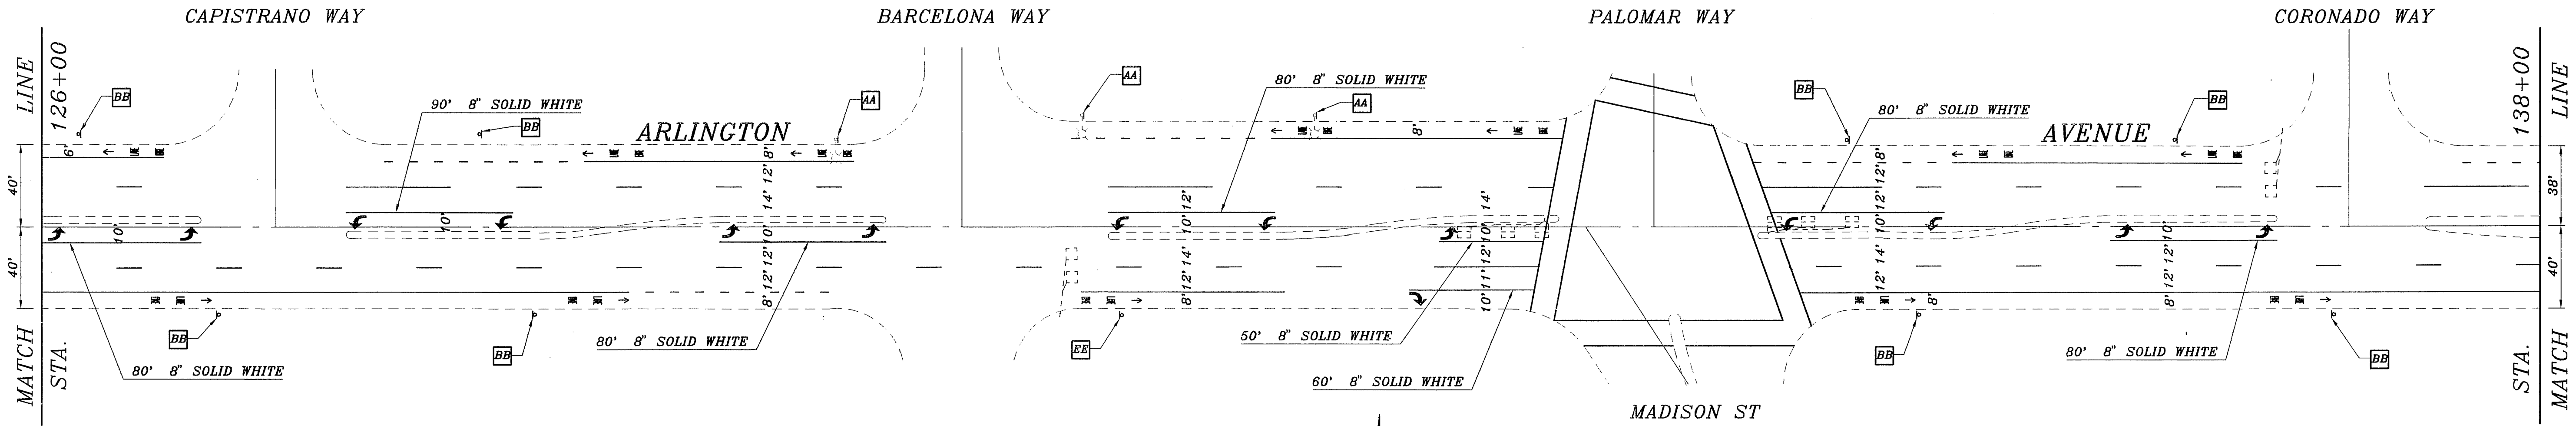 CAPISTRANO WAY
BARCELONA WAY
PALOMAR WAY
CORONADO WAY
MATCH LINE
STA. 126+00
MATCH LINE
STA. 138+00
BB
90' 8" SOLID WHITE
BB
ARLINGTON
AA
AA
80' 8" SOLID WHITE
AA
BB
80' 8" SOLID WHITE
BB
AVENUE
40'
40'
6'
10'
10'
8'
12'
14'
10'
12'
12'
8'
12'
10'
14'
12'
8'
8'
14'
10'
12'
11'
10'
8'
12'
12'
10'
14'
12'
8'
10'
12'
12'
8'
38'
40'
BB
80' 8" SOLID WHITE
BB
80' 8" SOLID WHITE
EE
50' 8" SOLID WHITE
60' 8" SOLID WHITE
MADISON ST
BB
80' 8" SOLID WHITE
BB